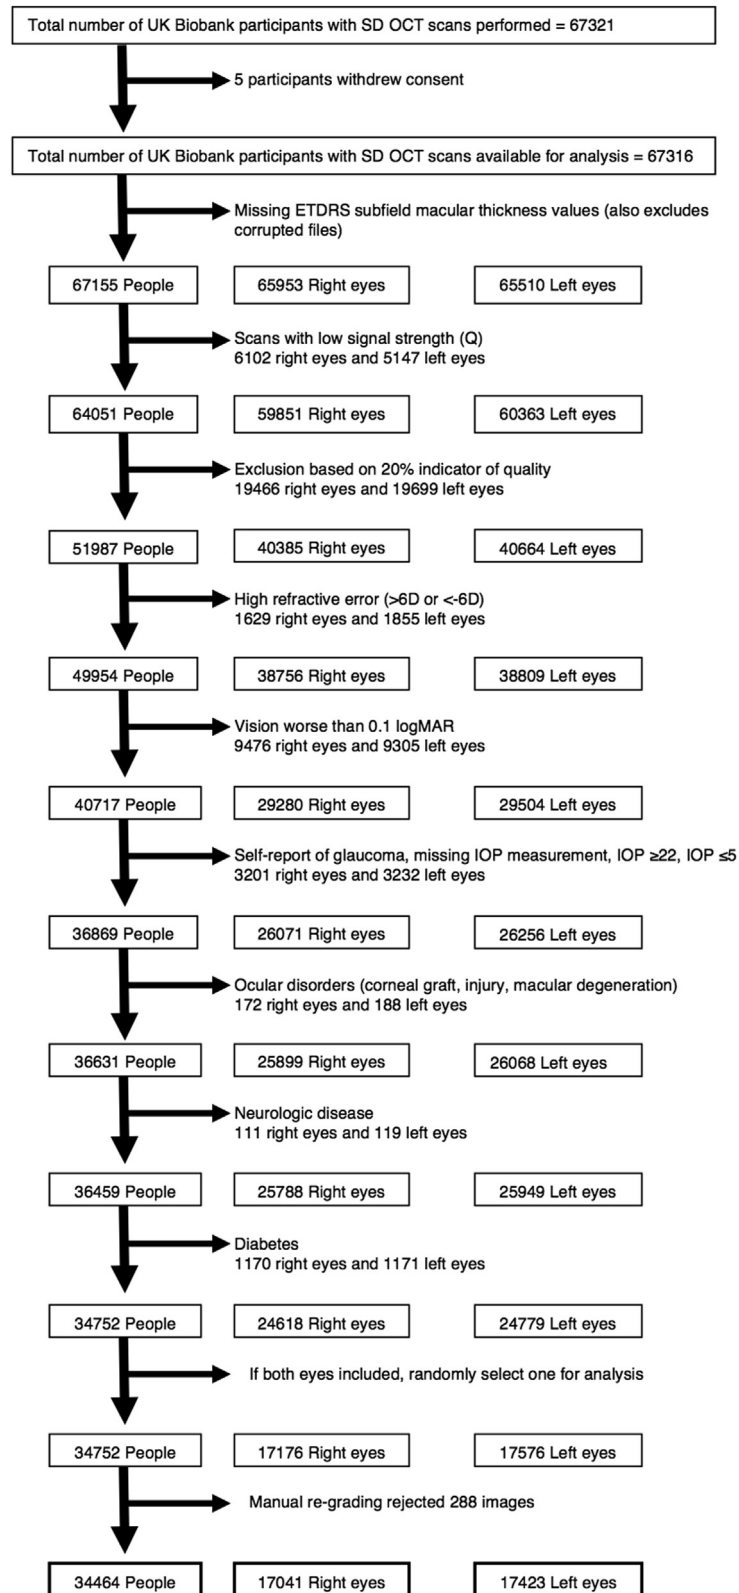 Total number of UK Biobank participants with SD OCT scans performed = 67321
5 participants withdrew consent
Total number of UK Biobank participants with SD OCT scans available for analysis = 67316
Missing ETDRS subfield macular thickness values (also excludes
corrupted files)
67155 People 65953 Right eyes 65510 Left eyes
Scans with low signal strength (Q)
6102 right eyes and 5147 left eyes
64051 People 59851 Right eyes 60363 Left eyes
Exclusion based on 20% indicator of quality
19466 right eyes and 19699 left eyes
51987 People 40385 Right eyes 40664 Left eyes
High refractive error (>6D or <-6D)
1629 right eyes and 1855 left eyes
49954 People 38756 Right eyes 38809 Left eyes
Vision worse than 0.1 logMAR
9476 right eyes and 9305 left eyes
40717 People 29280 Right eyes 29504 Left eyes
Self-report of glaucoma, missing IOP measurement, IOP ≥22, IOP ≤5
3201 right eyes and 3232 left eyes
36869 People 26071 Right eyes 26256 Left eyes
Ocular disorders (corneal graft, injury, macular degeneration)
172 right eyes and 188 left eyes
36631 People 25899 Right eyes 26068 Left eyes
Neurologic disease
111 right eyes and 119 left eyes
36459 People 25788 Right eyes 25949 Left eyes
Diabetes
1170 right eyes and 1171 left eyes
34752 People 24618 Right eyes 24779 Left eyes
If both eyes included, randomly select one for analysis
34752 People 17176 Right eyes 17576 Left eyes
Manual re-grading rejected 288 images
34464 People 17041 Right eyes 17423 Left eyes